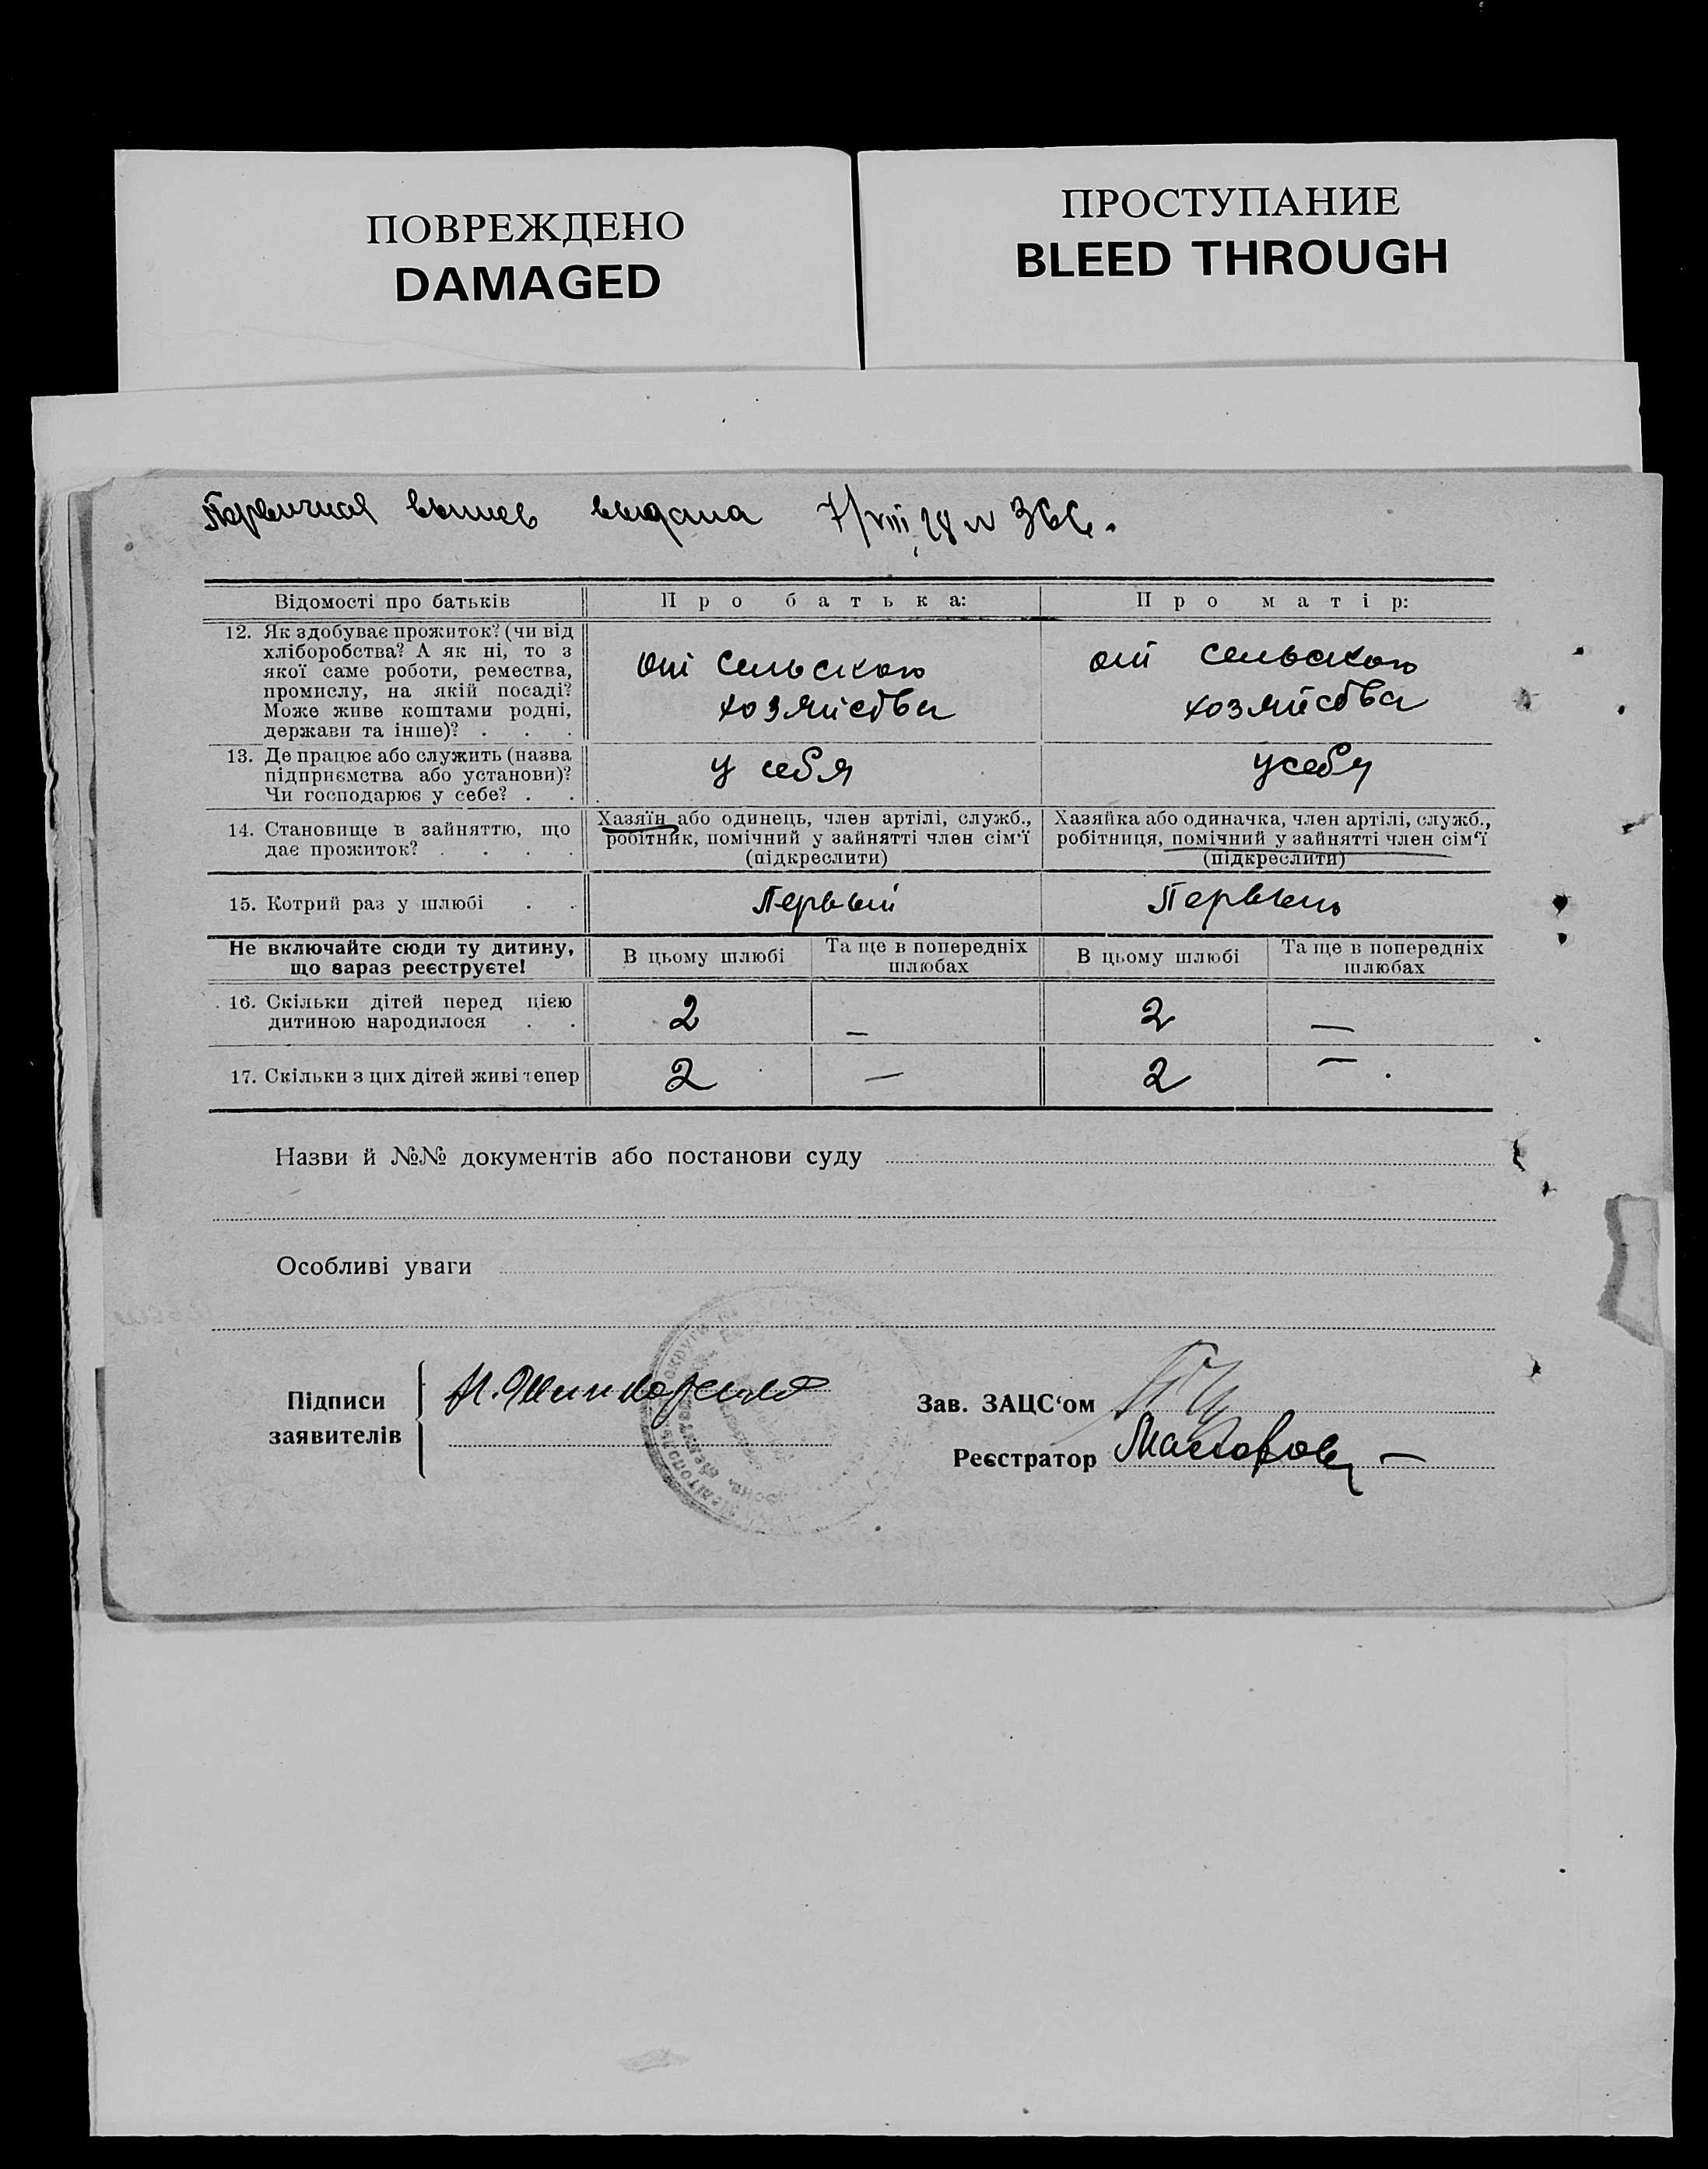 ПОВРЕЖДЕНО
DAMAGED
ПРОСТУПАНИЕ
BLEED THROUGH
выдана 7/VIII 28 N 366.
Відомості про батьків
Про батька:
Про матір:
12. Як здобуває прожиток? (чи від
хліборобства? А як ні, то з
якої саме роботи, ремества,
промислу, на якій посаді?
Може живе коштами родні,
держави та інше)? . . .
от сельского
хозяйства
от сельского
хозяйства
13. Де працює або служить (назва
підприємства або установи)?
Чи господарює у себе? . .
у себя
у себя
14. Становище в зайняттю, що
дає прожиток? . . . .
Хазяїн або одинець, член артілі, служб.,
робітник, помічний у зайнятті член сім‘ї
(підкреслити)
Хазяйка або одиначка, член артілі, служб.,
робітниця, помічний у зайнятті член сім‘ї
(підкреслити)
15. Котрий раз у шлюбі . .
Первый
Первый
Не включайте сюди ту дитину,
що зараз реєструєте!
В цьому шлюбі
Та ще в попередніх
шлюбах
В цьому шлюбі
Та ще в попередніх
шлюбах
16. Скільки дітей перед цією
дитиною народилося . .
2
—
2
—
17. Скільки з цих дітей живі тепер
2
—
2
—
Назви й №№ документів або постанови суду
Особливі уваги
Підписи
заявителів
Зав. ЗАЦС‘ом
Реєстратор